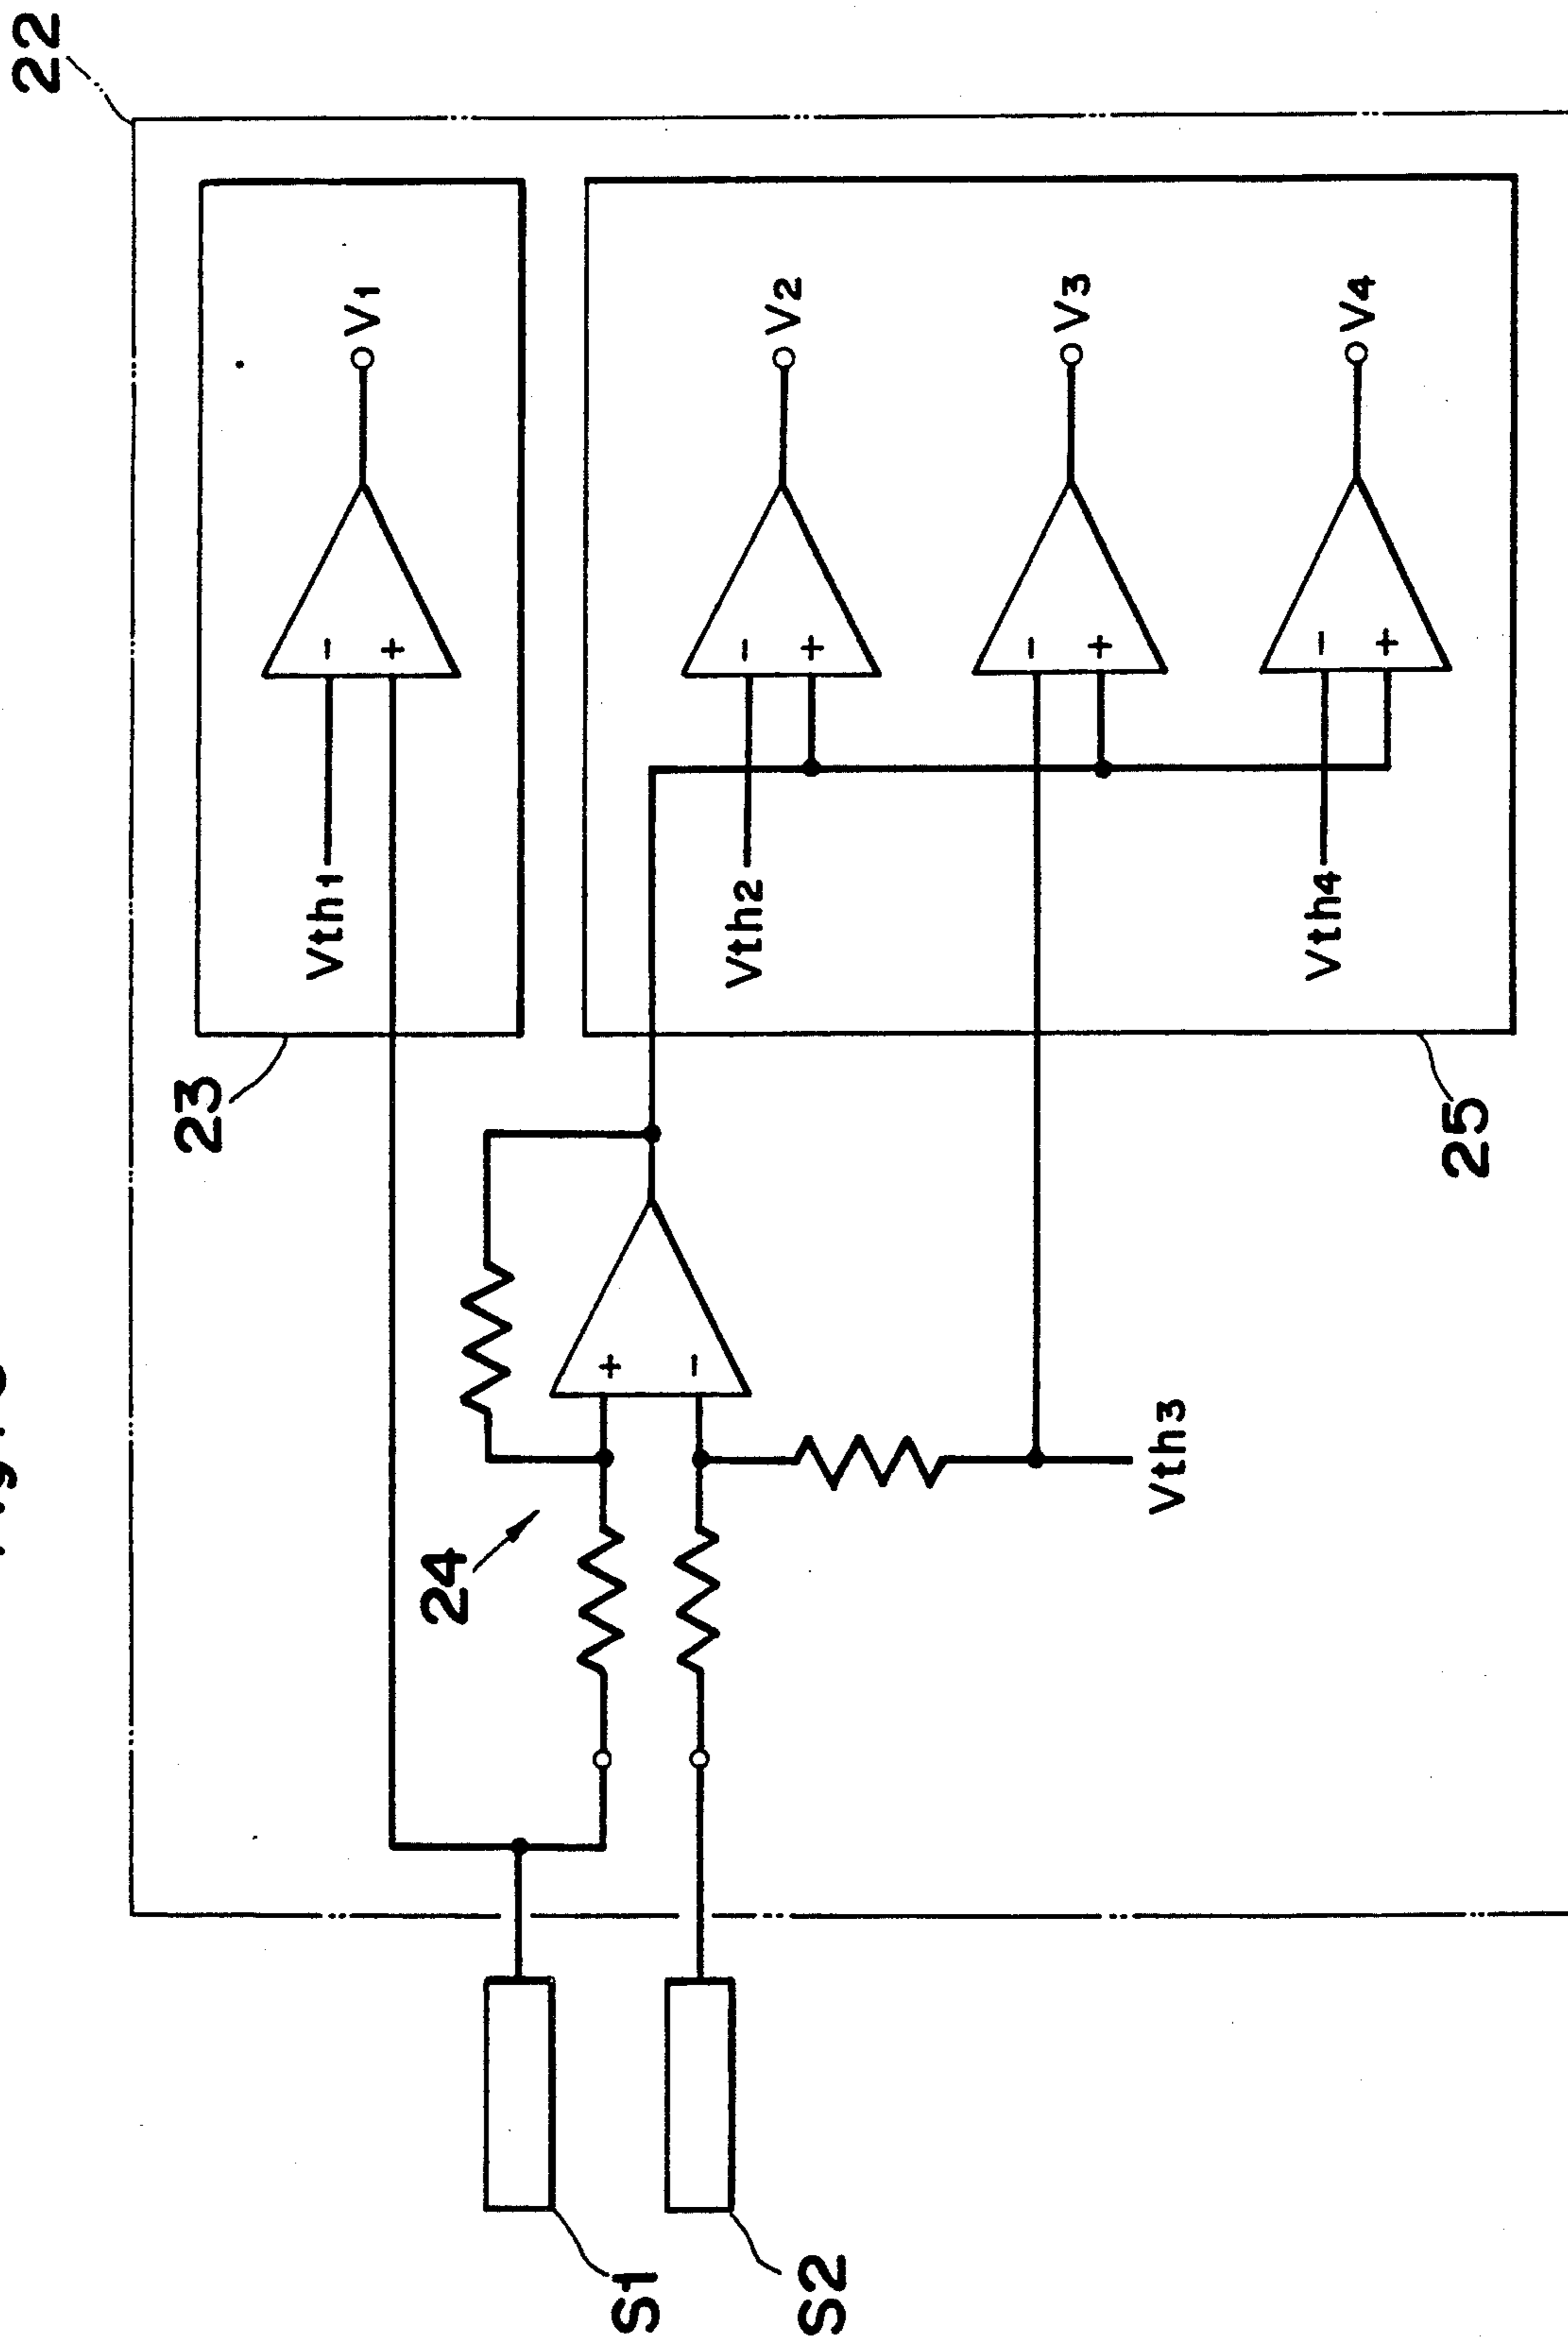 22
23
Vth1
-
+
V1
24
+
-
Vth2
-
+
V2
-
+
V3
Vth3
Vth4
-
+
V4
25
S1
S2